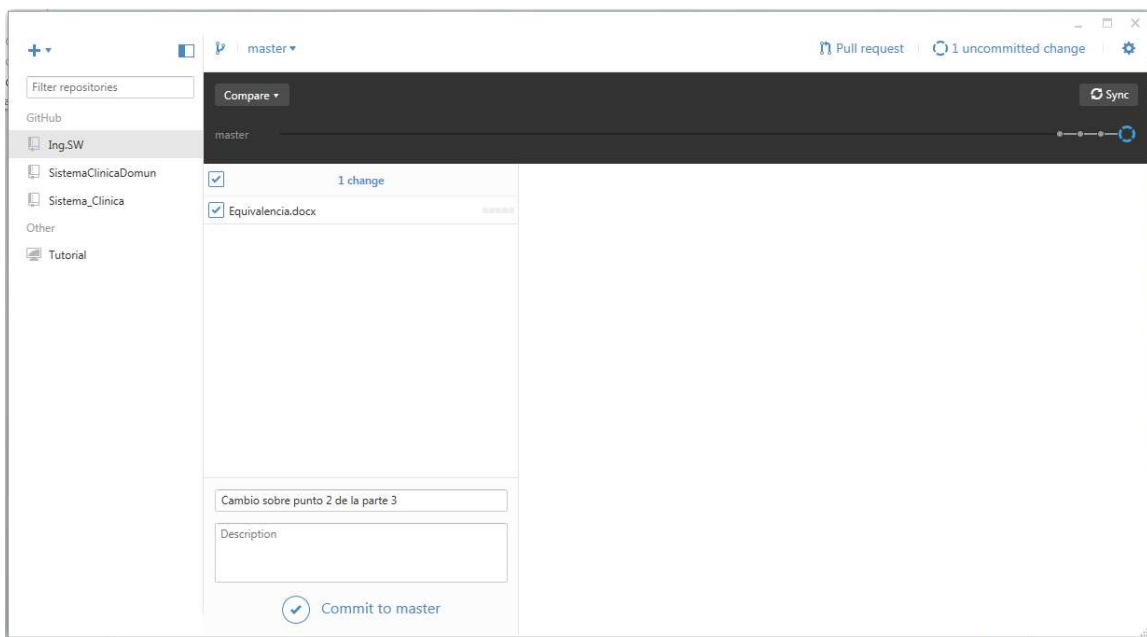 master
Pull request
1 uncommitted change
Filter repositories
Compare
Sync
GitHub
master
Ing.SW
SistemaClinicaDomun
1 change
Sistema_Clinica
Equivalencia.docx
Other
Tutorial
Cambio sobre punto 2 de la parte 3
Description
Commit to master